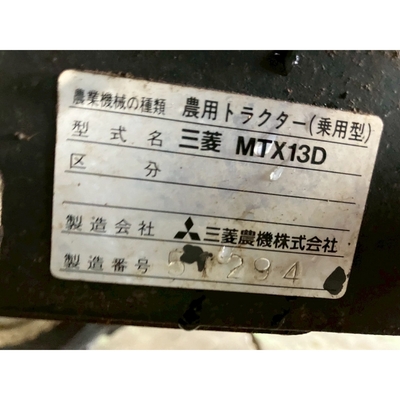 農業機械の種類 農用トラクター(乗用型)
型式名 三菱 MTX13D
区分
製造会社 三菱農機株式会社
製造番号